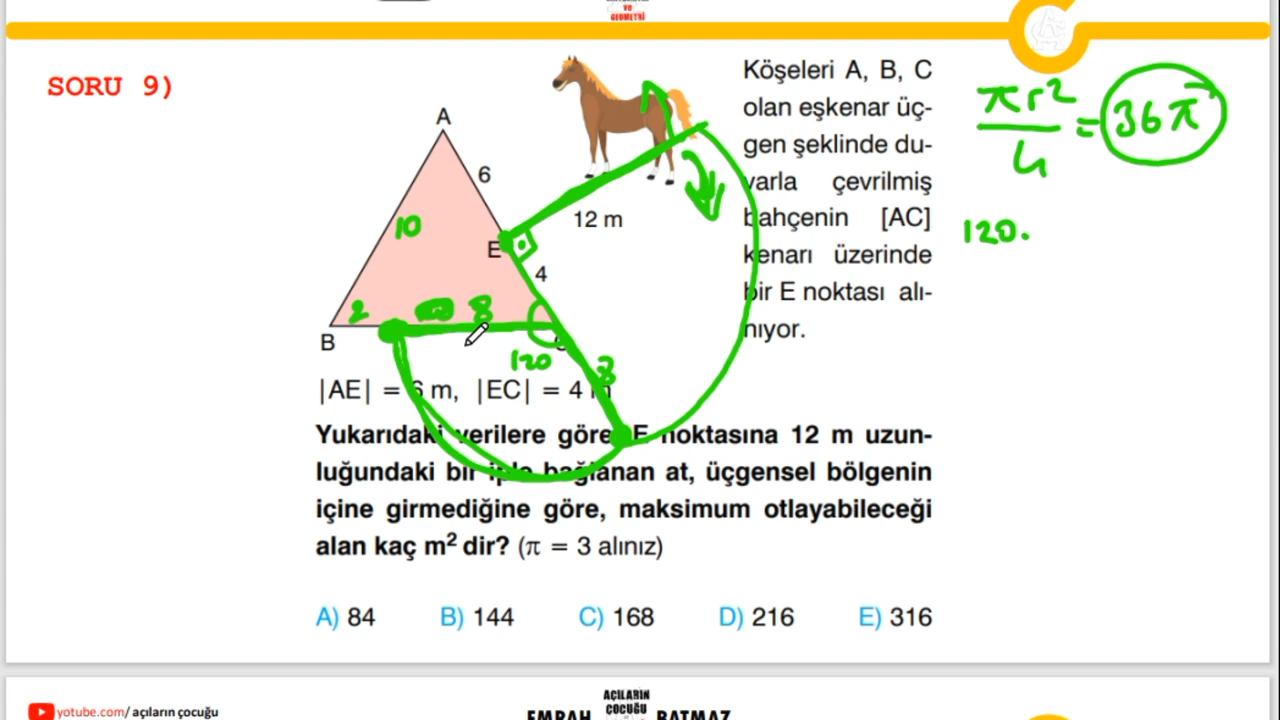 VE
GEOMETRİ
SORU 9)
A
6
10
E
12 m
4
2
8
B
120
8
Köşeleri A, B, C
olan eşkenar üç-
gen şeklinde du-
varla çevrilmiş
bahçenin [AC]
kenarı üzerinde
bir E noktası alı-
nıyor.
πr²/4 = 36π
120.
|AE| = 6 m, |EC| = 4 m
Yukarıdaki verilere göre, E noktasına 12 m uzun-
luğundaki bir iple bağlanan at, üçgensel bölgenin
içine girmediğine göre, maksimum otlayabileceği
alan kaç m² dir? (π = 3 alınız)
A) 84 B) 144 C) 168 D) 216 E) 316
yotube.com/ açıların çocuğu
AÇILARIN
ÇOCUĞU
EMRAH BATMAZ